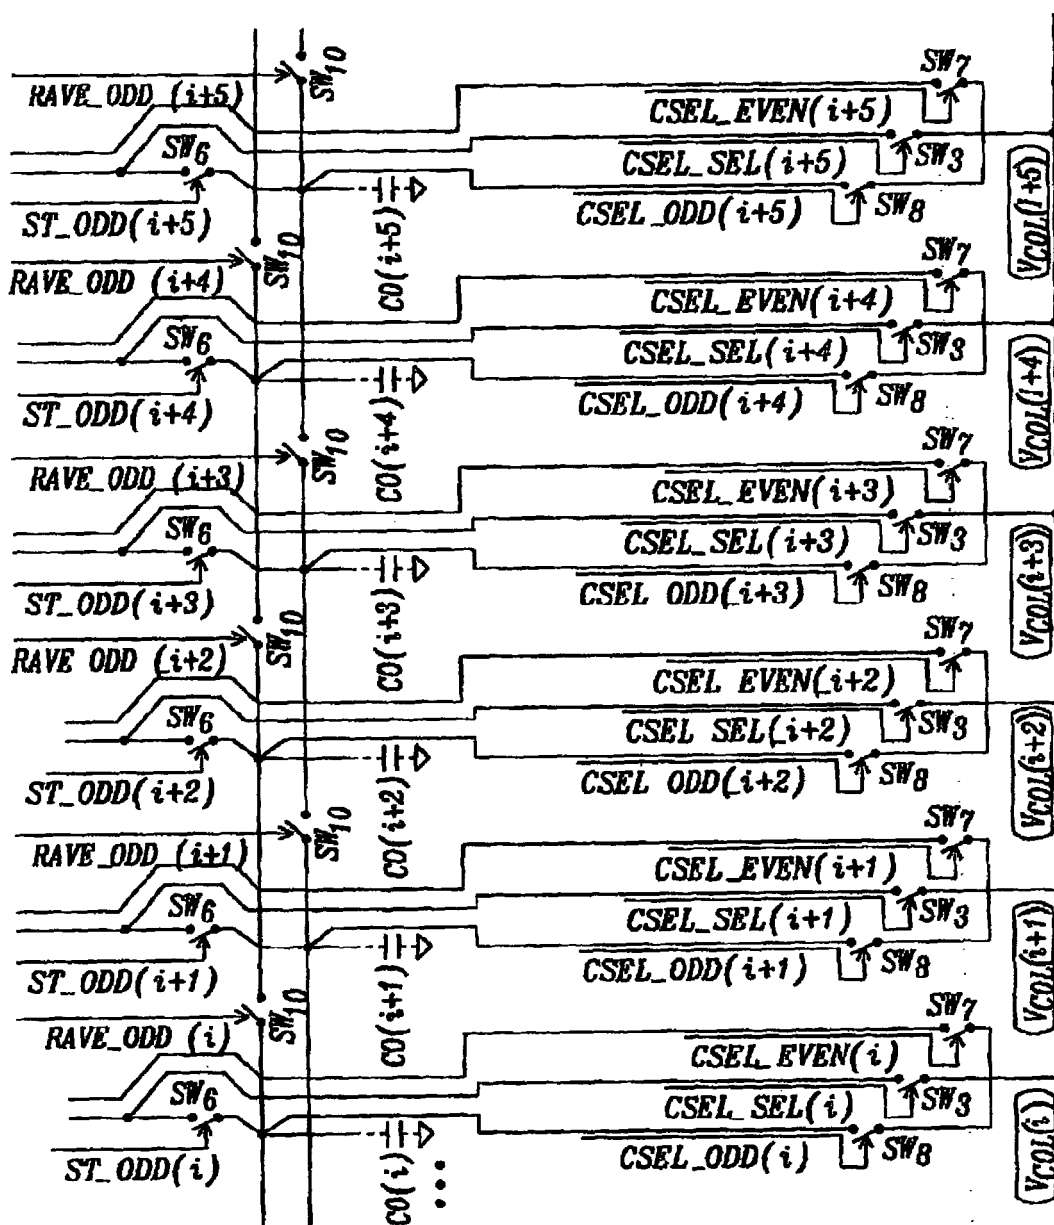 SW10
SW7
RAVE_ODD (i+5)
CSEL_EVEN(i+5)
SW6
CSEL_SEL(i+5)
SW3
ST_ODD(i+5)
CO(i+5)
CSEL_ODD(i+5)
SW8
VCOL(i+5)
SW10
SW7
RAVE_ODD (i+4)
CSEL_EVEN(i+4)
SW6
CSEL_SEL(i+4)
SW3
ST_ODD(i+4)
CO(i+4)
CSEL_ODD(i+4)
SW8
VCOL(i+4)
SW10
SW7
RAVE_ODD (i+3)
CSEL_EVEN(i+3)
SW6
CSEL_SEL(i+3)
SW3
ST_ODD(i+3)
CO(i+3)
CSEL ODD(i+3)
SW8
VCOL(i+3)
SW10
SW7
RAVE ODD (i+2)
CSEL EVEN(i+2)
SW6
CSEL SEL(i+2)
SW3
ST_ODD(i+2)
CO(i+2)
CSEL ODD(i+2)
SW8
VCOL(i+2)
SW10
SW7
RAVE_ODD (i+1)
CSEL_EVEN(i+1)
SW6
CSEL_SEL(i+1)
SW3
ST_ODD(i+1)
CO(i+1)
CSEL_ODD(i+1)
SW8
VCOL(i+1)
SW10
SW7
RAVE_ODD (i)
CSEL_EVEN(i)
SW6
CSEL_SEL(i)
SW3
ST_ODD(i)
CO(i)
CSEL_ODD(i)
SW8
VCOL(i)